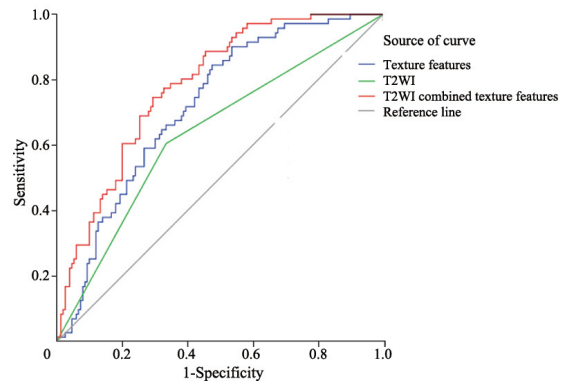 1.0
0.8
0.6
0.4
0.2
Sensitivity
0
0.2
0.4
0.6
0.8
1.0
1-Specificity
Source of curve
Texture features
T2WI
T2WI combined texture features
Reference line